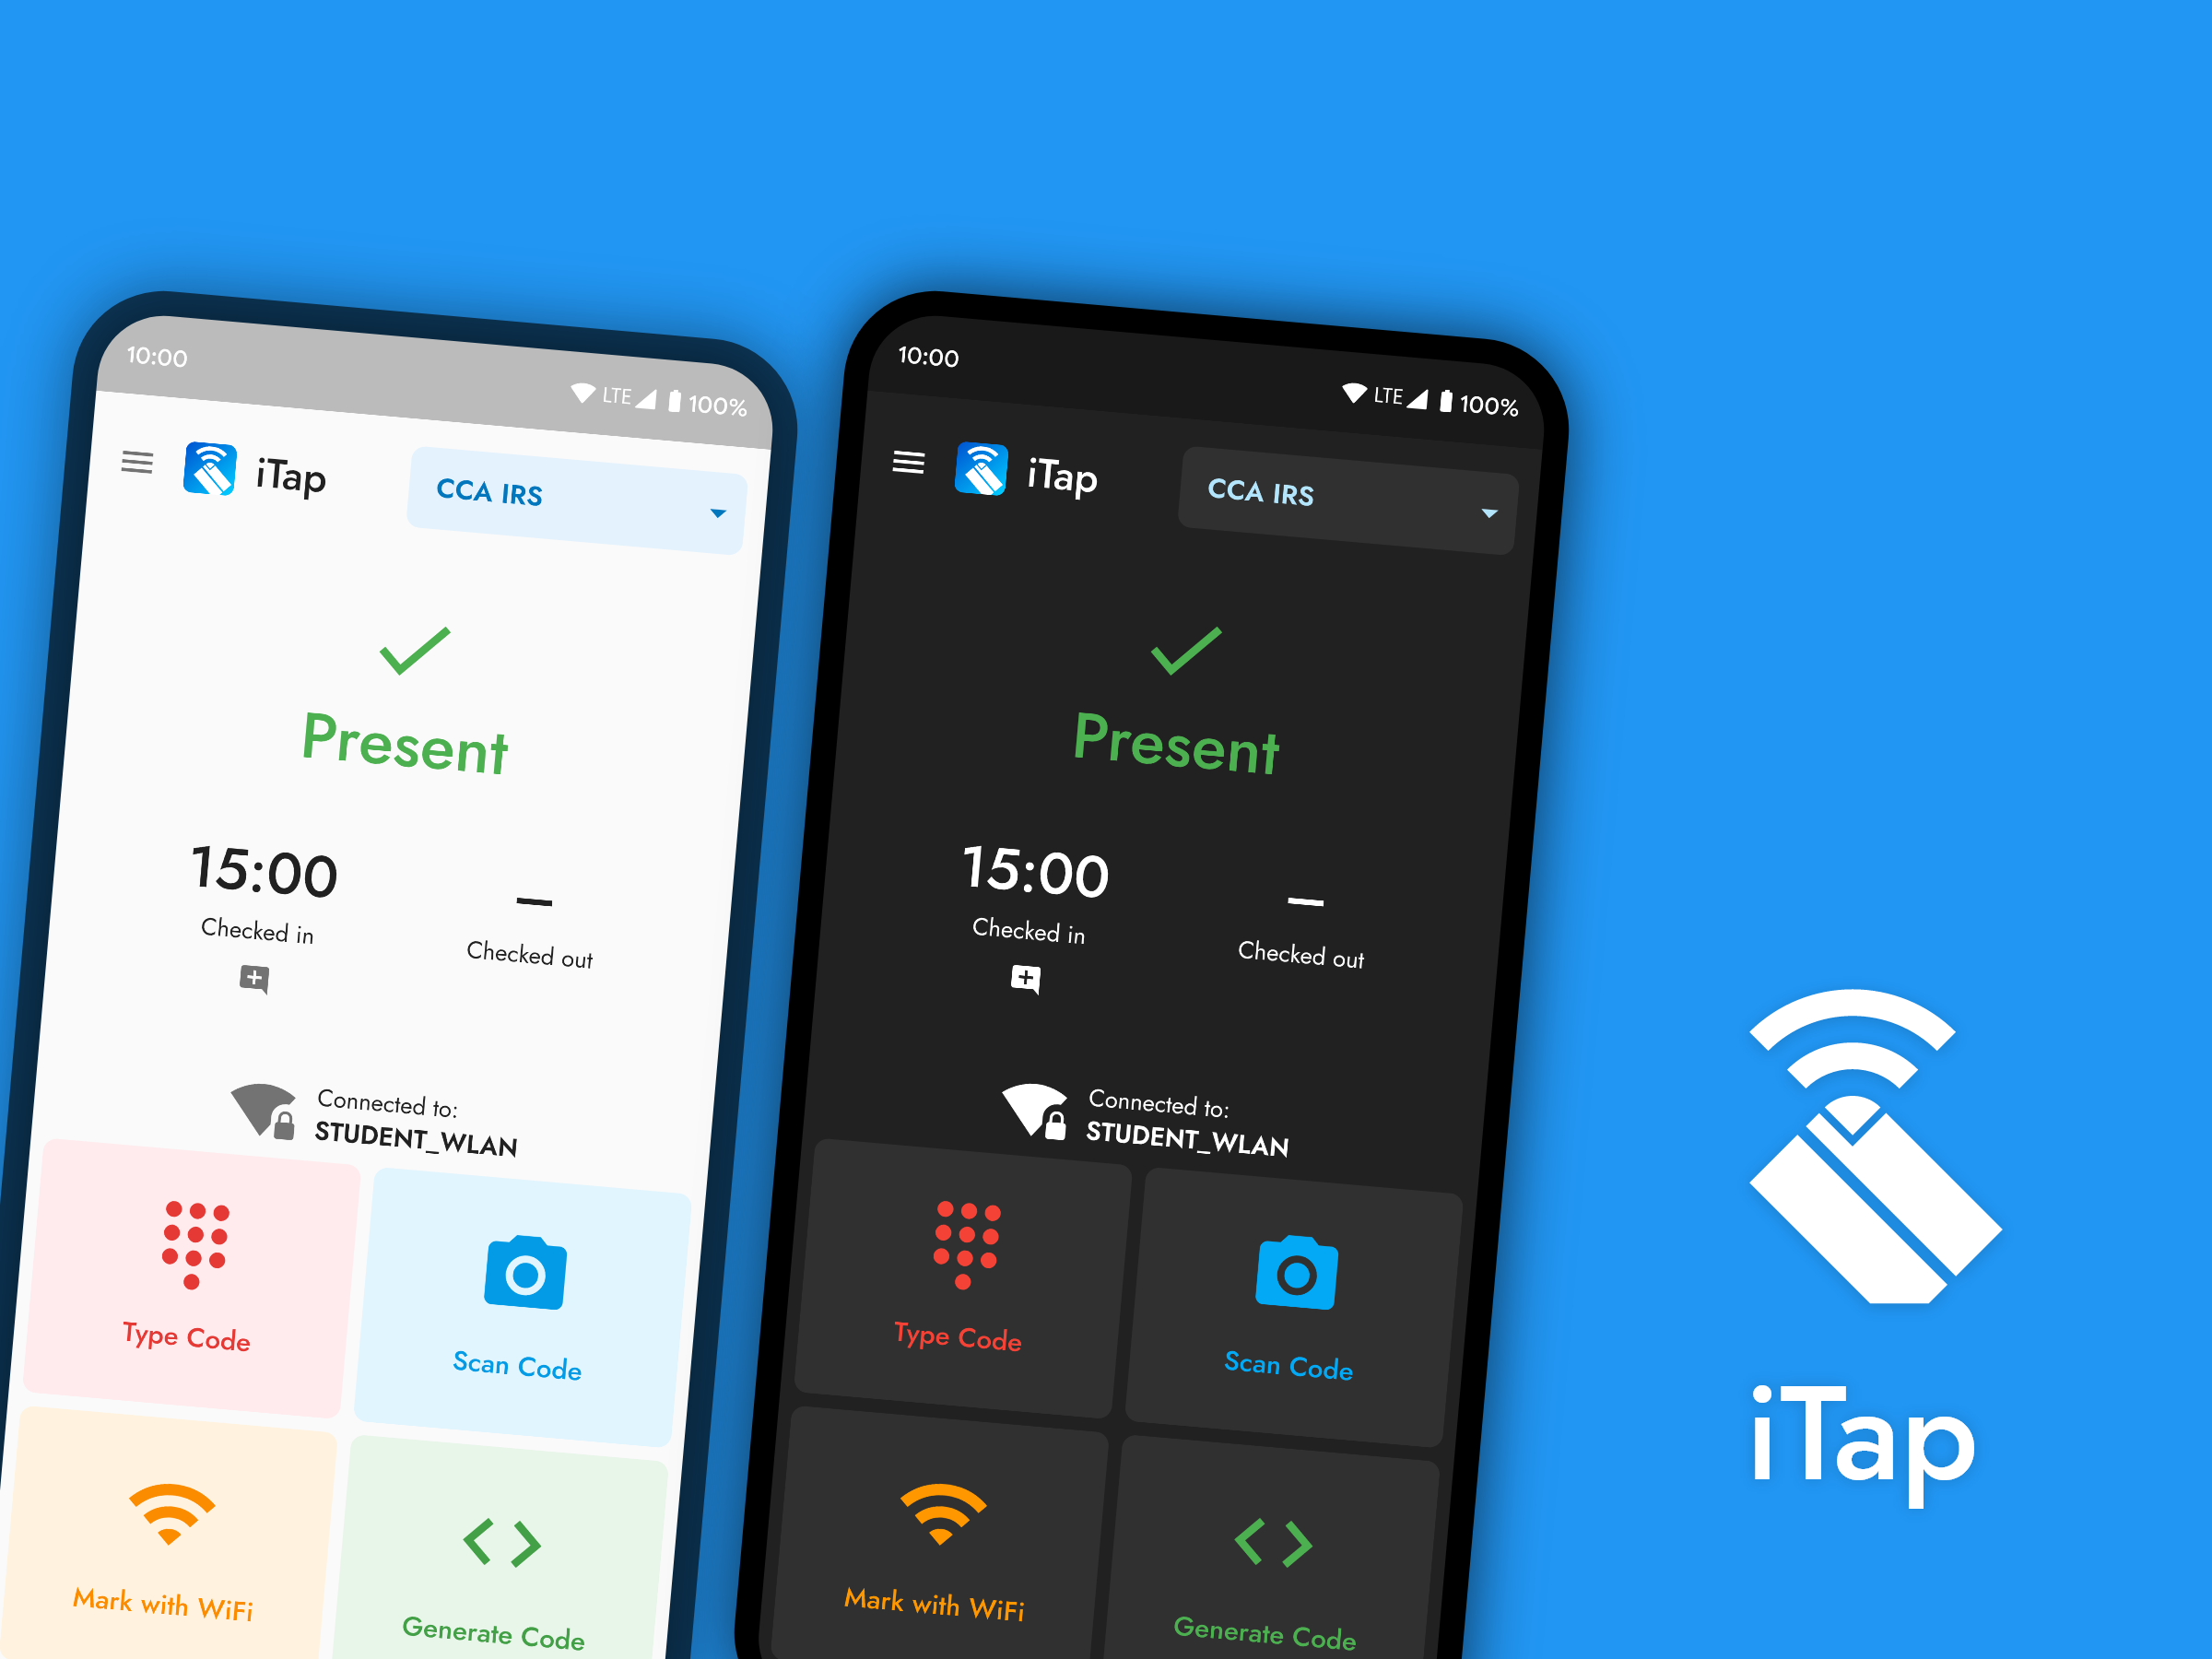 10:00
LTE 100%
iTap
CCA IRS
Present
15:00
–
Checked in
Checked out
Connected to:
STUDENT_WLAN
Type Code
Scan Code
Mark with WiFi
Generate Code
10:00
LTE 100%
iTap
CCA IRS
Present
15:00
–
Checked in
Checked out
Connected to:
STUDENT_WLAN
Type Code
Scan Code
Mark with WiFi
Generate Code
iTap